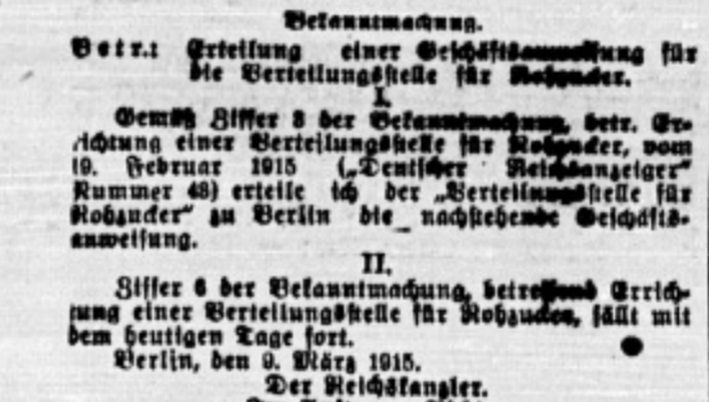 Bekanntmachung.
Betr.: Erteilung einer Geschäftsanweisung für
die Verteilungsstelle für Rohzucker.
I.
Gemäß Ziffer 3 der Bekanntmachung, betr. Er-
richtung einer Verteilungsstelle für Rohzucker, vom
19. Februar 1915 („Deutscher Reichsanzeiger“
Nummer 43) erteile ich der „Verteilungsstelle für
Rohzucker“ zu Berlin die nachstehende Geschäfts-
anweisung.
II.
Ziffer 6 der Bekanntmachung, betreffend Errich-
tung einer Verteilungsstelle für Rohzucker, fällt mit
dem heutigen Tage fort.
Berlin, den 9. März 1915.
Der Reichskanzler.